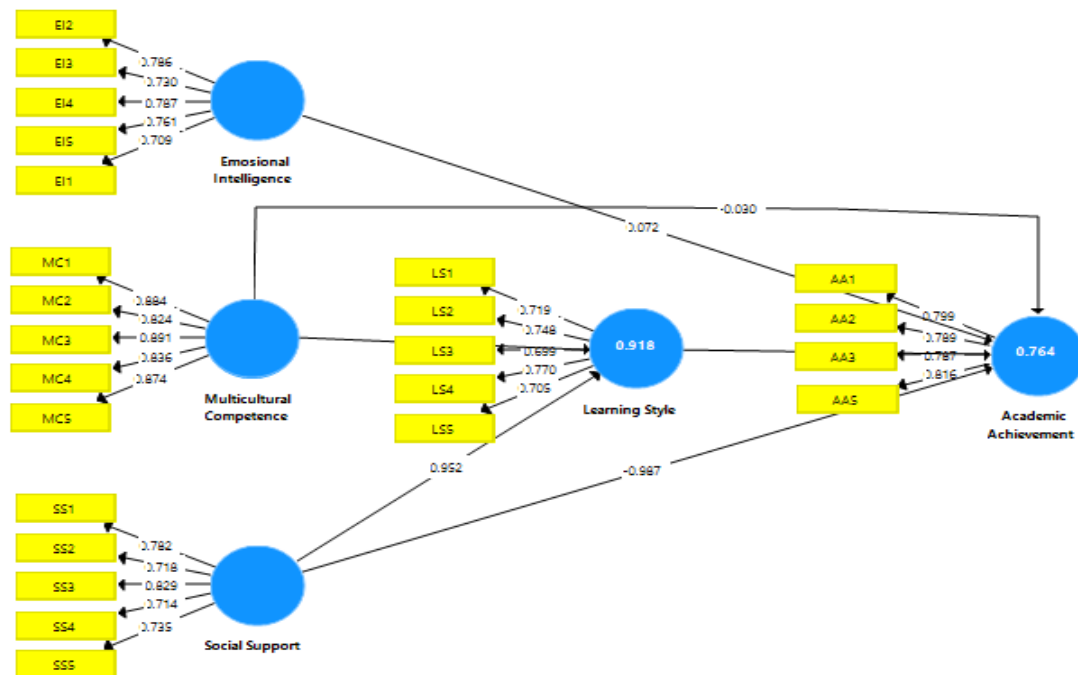 EI2
EI3
EI4
EI5
EI1
0.786
0.730
0.787
0.761
0.709
Emosional
Intelligence
-0.030
0.072
MC1
MC2
MC3
MC4
MC5
0.884
0.824
0.891
0.836
0.874
Multicultural
Competence
LS1
LS2
LS3
LS4
LS5
0.719
0.748
0.699
0.770
0.705
0.918
Learning Style
AA1
AA2
AA3
AA5
0.799
0.789
0.787
0.816
0.764
Academic
Achievement
0.952
-0.987
SS1
SS2
SS3
SS4
SS5
0.782
0.718
0.829
0.714
0.735
Social Support